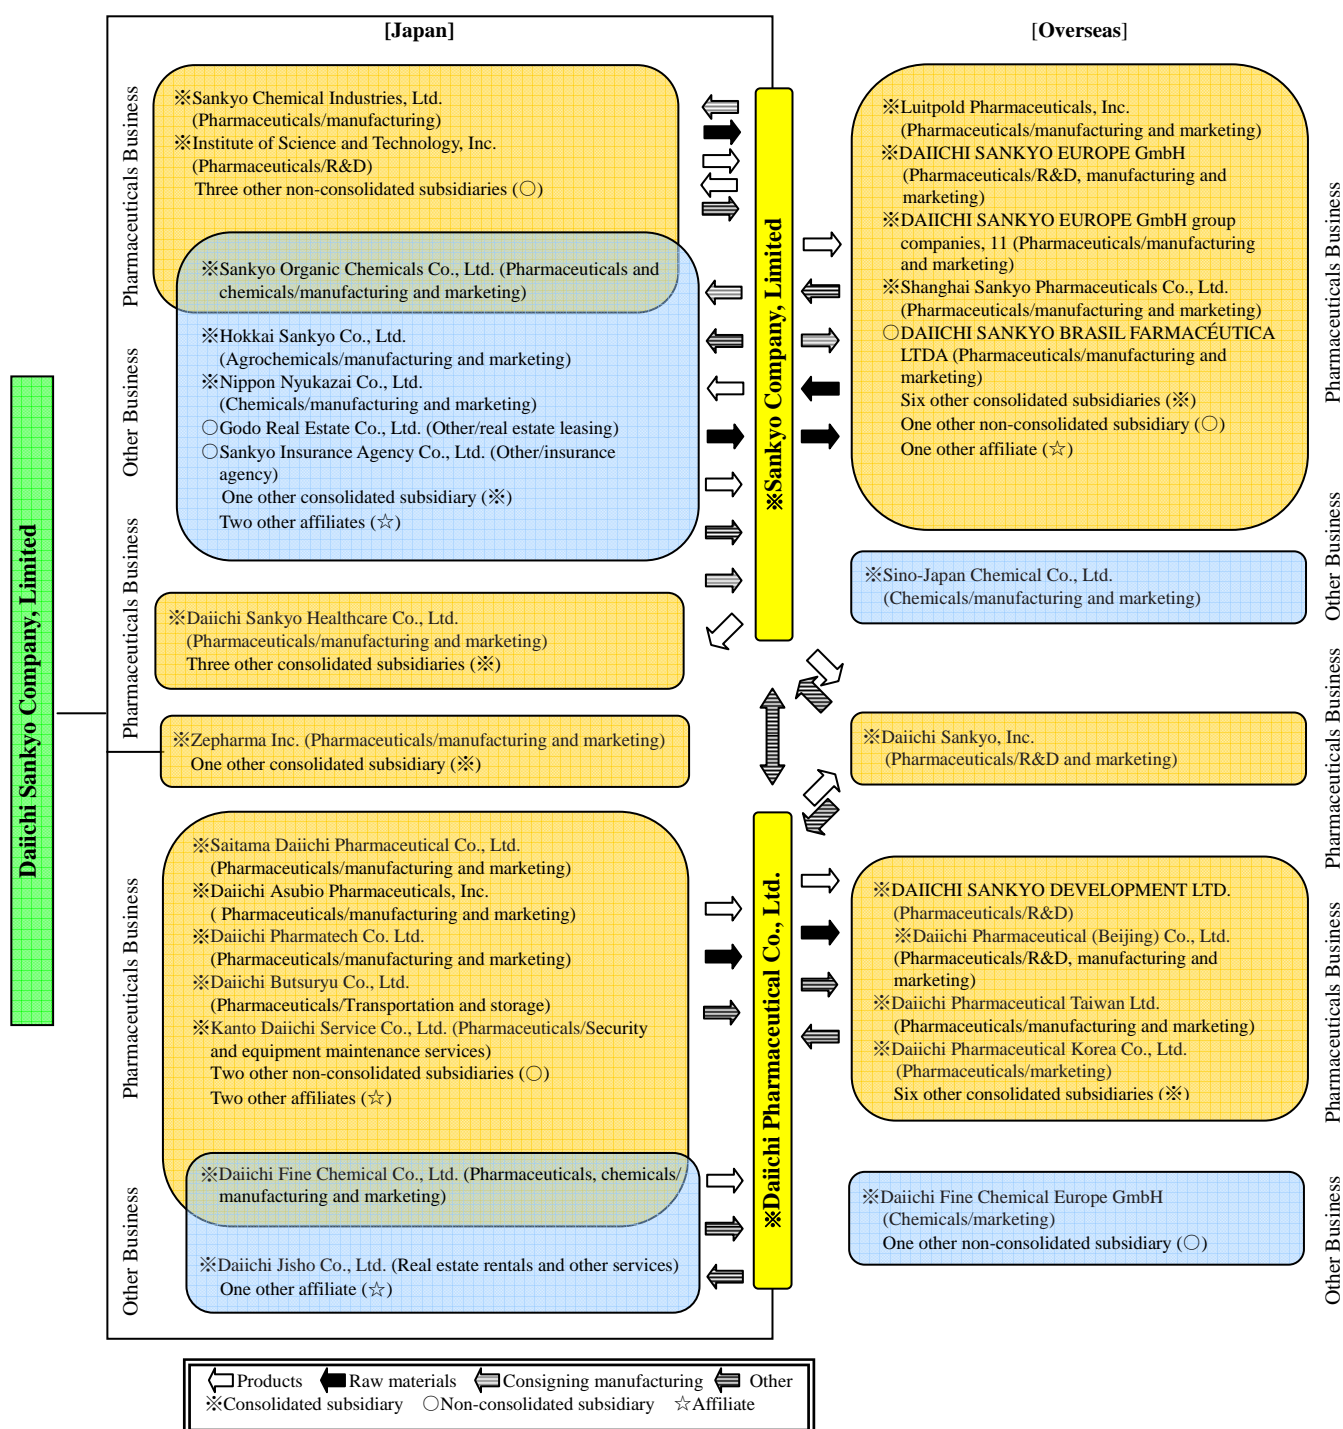 [Japan]
[Overseas]
Daiichi Sankyo Company, Limited
Pharmaceuticals Business
※Sankyo Chemical Industries, Ltd.
(Pharmaceuticals/manufacturing)
※Institute of Science and Technology, Inc.
(Pharmaceuticals/R&D)
Three other non-consolidated subsidiaries (○)
※Sankyo Organic Chemicals Co., Ltd. (Pharmaceuticals and
chemicals/manufacturing and marketing)
Other Business
※Hokkai Sankyo Co., Ltd.
(Agrochemicals/manufacturing and marketing)
※Nippon Nyukazai Co., Ltd.
(Chemicals/manufacturing and marketing)
○Godo Real Estate Co., Ltd. (Other/real estate leasing)
○Sankyo Insurance Agency Co., Ltd. (Other/insurance
agency)
One other consolidated subsidiary (※)
Two other affiliates (☆)
Pharmaceuticals Business
※Daiichi Sankyo Healthcare Co., Ltd.
(Pharmaceuticals/manufacturing and marketing)
Three other consolidated subsidiaries (※)
※Zepharma Inc. (Pharmaceuticals/manufacturing and marketing)
One other consolidated subsidiary (※)
Pharmaceuticals Business
※Saitama Daiichi Pharmaceutical Co., Ltd.
(Pharmaceuticals/manufacturing and marketing)
※Daiichi Asubio Pharmaceuticals, Inc.
( Pharmaceuticals/manufacturing and marketing)
※Daiichi Pharmatech Co. Ltd.
(Pharmaceuticals/manufacturing and marketing)
※Daiichi Butsuryu Co., Ltd.
(Pharmaceuticals/Transportation and storage)
※Kanto Daiichi Service Co., Ltd. (Pharmaceuticals/Security
and equipment maintenance services)
Two other non-consolidated subsidiaries (○)
Two other affiliates (☆)
※Daiichi Fine Chemical Co., Ltd. (Pharmaceuticals, chemicals/
manufacturing and marketing)
Other Business
※Daiichi Jisho Co., Ltd. (Real estate rentals and other services)
One other affiliate (☆)
※Sankyo Company, Limited
※Daiichi Pharmaceutical Co., Ltd.
※Luitpold Pharmaceuticals, Inc.
(Pharmaceuticals/manufacturing and marketing)
※DAIICHI SANKYO EUROPE GmbH
(Pharmaceuticals/R&D, manufacturing and
marketing)
※DAIICHI SANKYO EUROPE GmbH group
companies, 11 (Pharmaceuticals/manufacturing
and marketing)
※Shanghai Sankyo Pharmaceuticals Co., Ltd.
(Pharmaceuticals/manufacturing and marketing)
○DAIICHI SANKYO BRASIL FARMACÉUTICA
LTDA (Pharmaceuticals/manufacturing and
marketing)
Six other consolidated subsidiaries (※)
One other non-consolidated subsidiary (○)
One other affiliate (☆)
Pharmaceuticals Business
※Sino-Japan Chemical Co., Ltd.
(Chemicals/manufacturing and marketing)
Other Business
※Daiichi Sankyo, Inc.
(Pharmaceuticals/R&D and marketing)
Pharmaceuticals Business
※DAIICHI SANKYO DEVELOPMENT LTD.
(Pharmaceuticals/R&D)
※Daiichi Pharmaceutical (Beijing) Co., Ltd.
(Pharmaceuticals/R&D, manufacturing and
marketing)
※Daiichi Pharmaceutical Taiwan Ltd.
(Pharmaceuticals/manufacturing and marketing)
※Daiichi Pharmaceutical Korea Co., Ltd.
(Pharmaceuticals/marketing)
Six other consolidated subsidiaries (※)
Pharmaceuticals Business
※Daiichi Fine Chemical Europe GmbH
(Chemicals/marketing)
One other non-consolidated subsidiary (○)
Other Business
Products Raw materials Consigning manufacturing Other
※Consolidated subsidiary ○Non-consolidated subsidiary ☆Affiliate